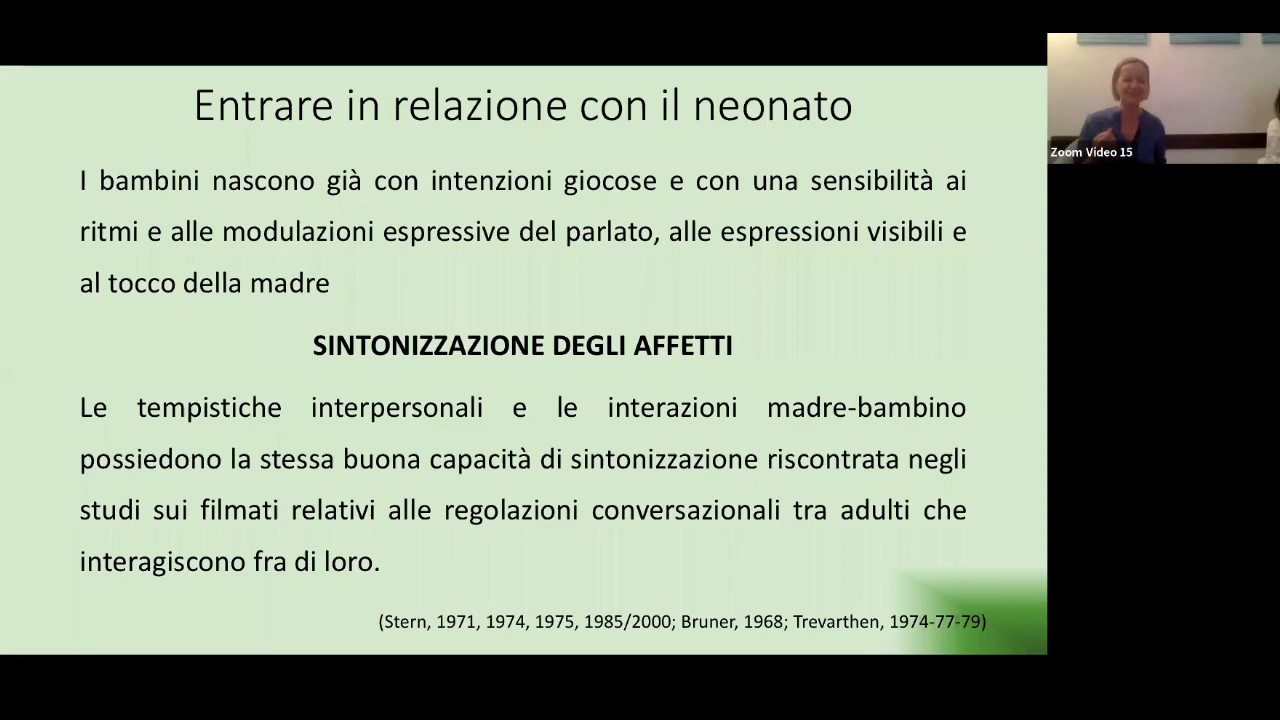 Entrare in relazione con il neonato
I bambini nascono già con intenzioni giocose e con una sensibilità ai
ritmi e alle modulazioni espressive del parlato, alle espressioni visibili e
al tocco della madre
SINTONIZZAZIONE DEGLI AFFETTI
Le tempistiche interpersonali e le interazioni madre-bambino
possiedono la stessa buona capacità di sintonizzazione riscontrata negli
studi sui filmati relativi alle regolazioni conversazionali tra adulti che
interagiscono fra di loro.
(Stern, 1971, 1974, 1975, 1985/2000; Bruner, 1968; Trevarthen, 1974-77-79)
Zoom Video 15